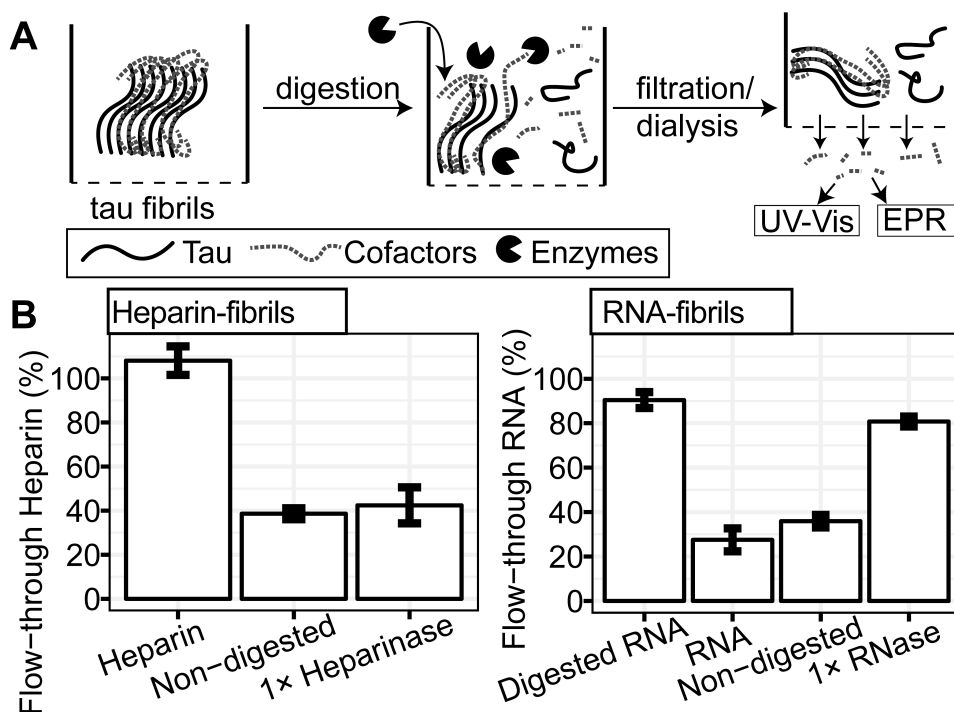 A
digestion
filtration/
dialysis
tau fibrils
UV-Vis
EPR
Tau
Cofactors
Enzymes
B
Heparin-fibrils
Flow−through Heparin (%)
100
80
60
40
20
0
Heparin
Non−digested
1× Heparinase
RNA-fibrils
Flow−through RNA (%)
100
80
60
40
20
0
Digested RNA
RNA
Non−digested
1× RNase